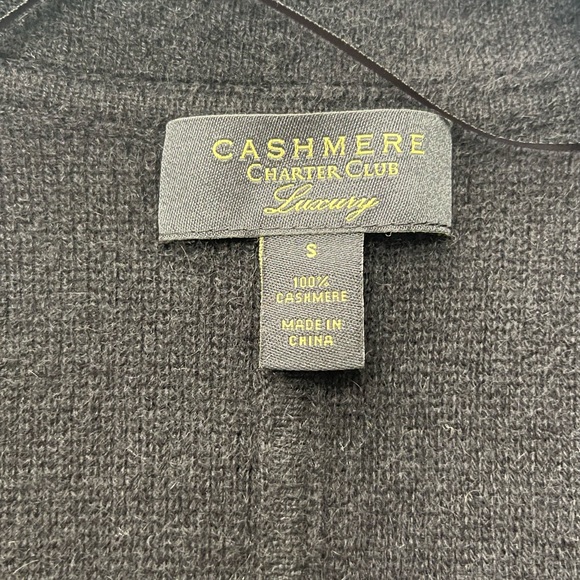 CASHMERE
CHARTER CLUB
Luxury
S
100%
CASHMERE
MADE IN
CHINA